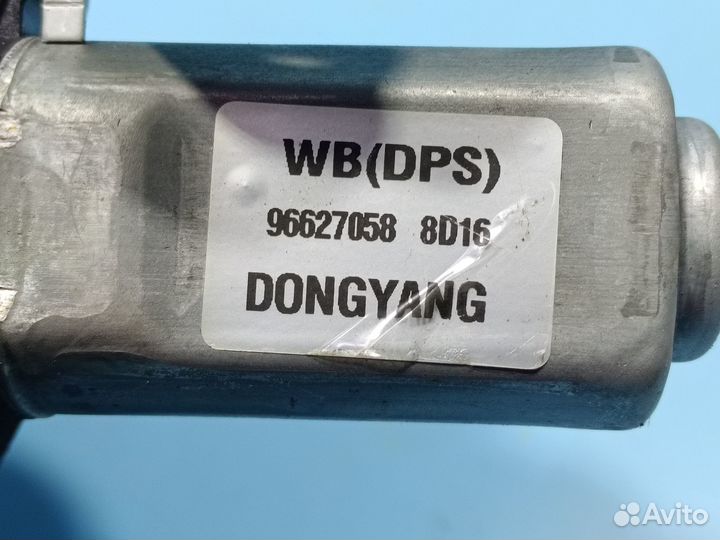 WB(DPS)
96627058 8D16
DONGYANG
Avito